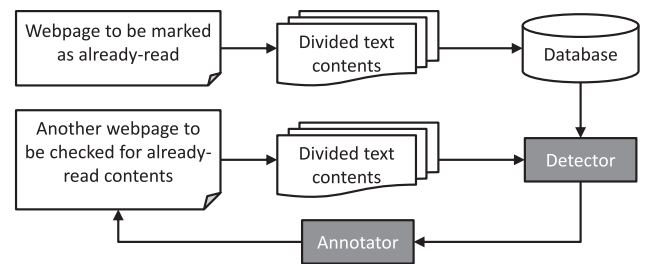 Webpage to be marked
as already-read
Divided text
contents
Database
Another webpage to
be checked for already-
read contents
Divided text
contents
Detector
Annotator